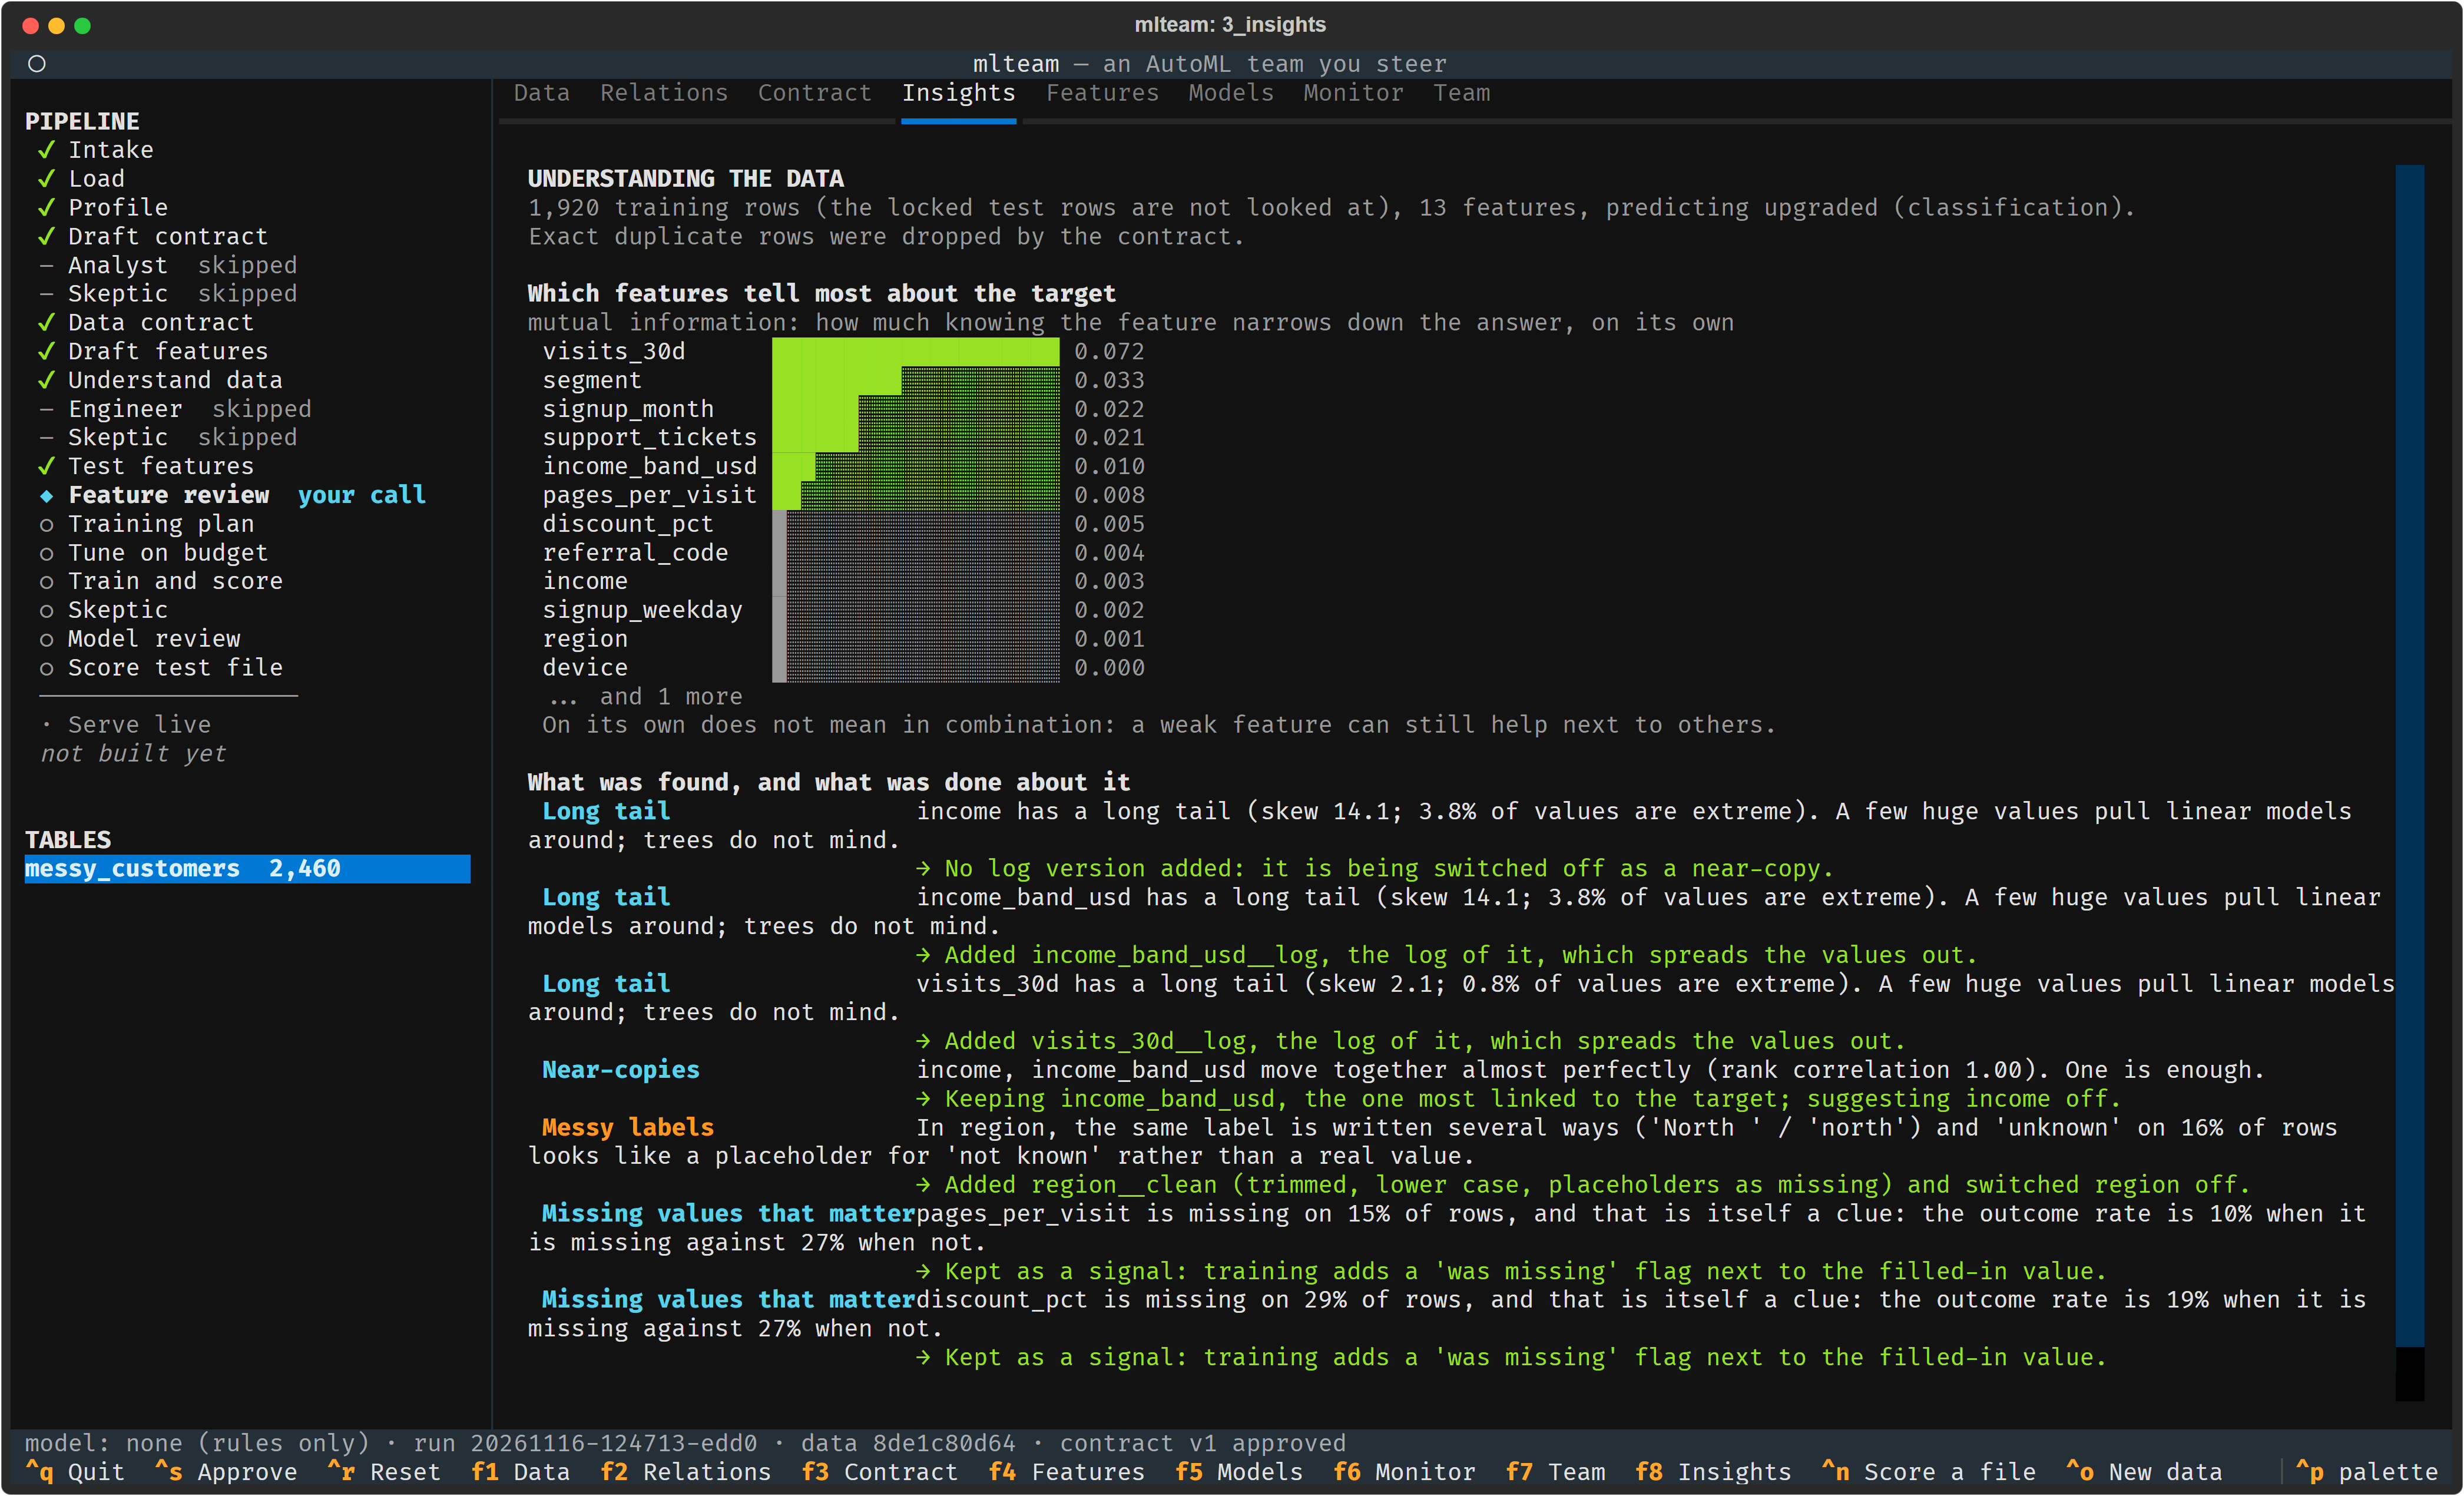 mlteam: 3_insights
mlteam — an AutoML team you steer
Data Relations Contract Insights Features Models Monitor Team
PIPELINE
✓ Intake
✓ Load
✓ Profile
✓ Draft contract
— Analyst skipped
— Skeptic skipped
✓ Data contract
✓ Draft features
✓ Understand data
— Engineer skipped
— Skeptic skipped
✓ Test features
◆ Feature review your call
○ Training plan
○ Tune on budget
○ Train and score
○ Skeptic
○ Model review
○ Score test file
· Serve live
not built yet
TABLES
messy_customers 2,460
UNDERSTANDING THE DATA
1,920 training rows (the locked test rows are not looked at), 13 features, predicting upgraded (classification).
Exact duplicate rows were dropped by the contract.
Which features tell most about the target
mutual information: how much knowing the feature narrows down the answer, on its own
visits_30d 0.072
segment 0.033
signup_month 0.022
support_tickets 0.021
income_band_usd 0.010
pages_per_visit 0.008
discount_pct 0.005
referral_code 0.004
income 0.003
signup_weekday 0.002
region 0.001
device 0.000
... and 1 more
On its own does not mean in combination: a weak feature can still help next to others.
What was found, and what was done about it
Long tail income has a long tail (skew 14.1; 3.8% of values are extreme). A few huge values pull linear models
around; trees do not mind.
→ No log version added: it is being switched off as a near-copy.
Long tail income_band_usd has a long tail (skew 14.1; 3.8% of values are extreme). A few huge values pull linear
models around; trees do not mind.
→ Added income_band_usd__log, the log of it, which spreads the values out.
Long tail visits_30d has a long tail (skew 2.1; 0.8% of values are extreme). A few huge values pull linear models
around; trees do not mind.
→ Added visits_30d__log, the log of it, which spreads the values out.
Near-copies income, income_band_usd move together almost perfectly (rank correlation 1.00). One is enough.
→ Keeping income_band_usd, the one most linked to the target; suggesting income off.
Messy labels In region, the same label is written several ways ('North ' / 'north') and 'unknown' on 16% of rows
looks like a placeholder for 'not known' rather than a real value.
→ Added region__clean (trimmed, lower case, placeholders as missing) and switched region off.
Missing values that matterpages_per_visit is missing on 15% of rows, and that is itself a clue: the outcome rate is 10% when it
is missing against 27% when not.
→ Kept as a signal: training adds a 'was missing' flag next to the filled-in value.
Missing values that matterdiscount_pct is missing on 29% of rows, and that is itself a clue: the outcome rate is 19% when it is
missing against 27% when not.
→ Kept as a signal: training adds a 'was missing' flag next to the filled-in value.
model: none (rules only) · run 20261116-124713-edd0 · data 8de1c80d64 · contract v1 approved
^q Quit ^s Approve ^r Reset f1 Data f2 Relations f3 Contract f4 Features f5 Models f6 Monitor f7 Team f8 Insights ^n Score a file ^o New data ^p palette